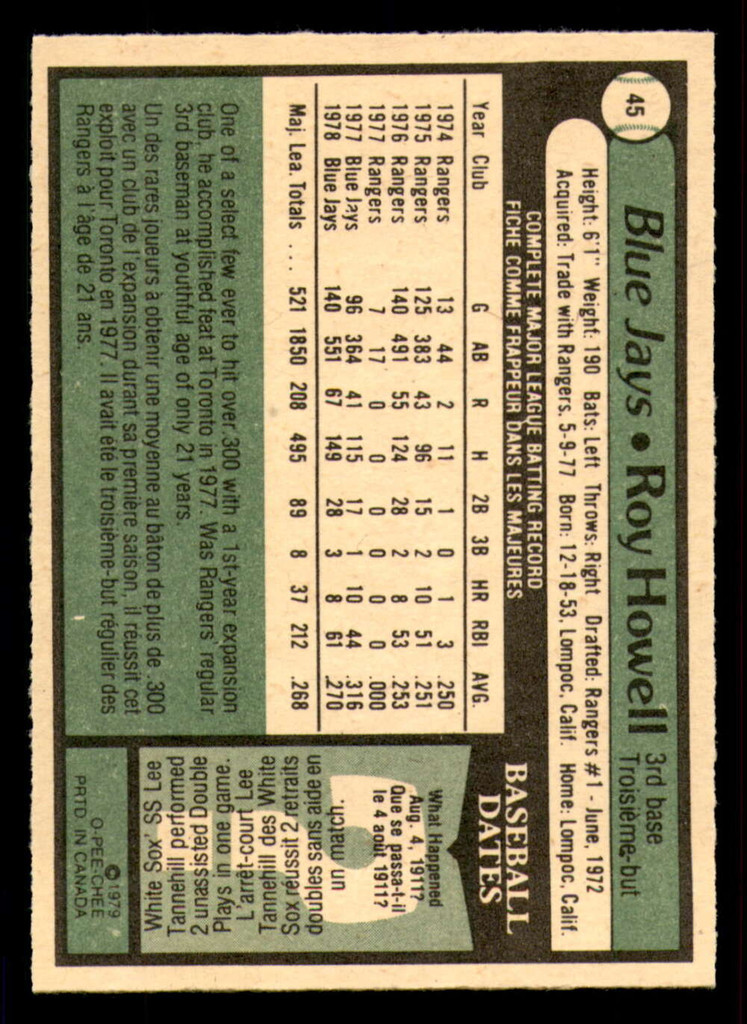 45
Blue Jays • Roy Howell
3rd base
Troisième-but
Height: 6'1" Weight: 190 Bats: Left Throws: Right Drafted: Rangers #1 - June, 1972
Acquired: Trade with Rangers. 5-9-77 Born: 12-18-53, Lompoc, Calif. Home: Lompoc, Calif.
COMPLETE MAJOR LEAGUE BATTING RECORD
FICHE COMME FRAPPEUR DANS LES MAJEURES
Year Club G AB R H 2B 3B HR RBI AVG.
1974 Rangers 13 44 2 11 1 0 1 3 .250
1975 Rangers 125 383 43 96 15 2 10 51 .251
1976 Rangers 140 491 55 124 28 2 8 53 .253
1977 Rangers 7 17 0 0 0 0 0 0 .000
1977 Blue Jays 96 364 41 115 17 1 10 44 .316
1978 Blue Jays 140 551 67 149 28 3 8 61 .270
Maj. Lea. Totals ... 521 1850 208 495 89 8 37 212 .268
One of a select few ever to hit over .300 with a 1st-year expansion
club, he accomplished feat at Toronto in 1977. Was Rangers' regular
3rd baseman at youthful age of only 21 years.
Un des rares joueurs à obtenir une moyenne au bâton de plus de .300
avec un club de l'expansion durant sa première saison, il réussit cet
exploit pour Toronto en 1977. Il avait été le troisième-but régulier des
Rangers à l'âge de 21 ans.
BASEBALL
DATES
What Happened
Aug. 4, 1911?
Que se passa-t-il
le 4 août 1911?
White Sox', SS Lee
Tannehill performed
2 unassisted Double
Plays in one game.
L'arrêt-court Lee
Tannehill des White
Sox réussit 2 retraits
doubles sans aide en
un match.
© 1979
O-PEE-CHEE
PRTD. IN CANADA